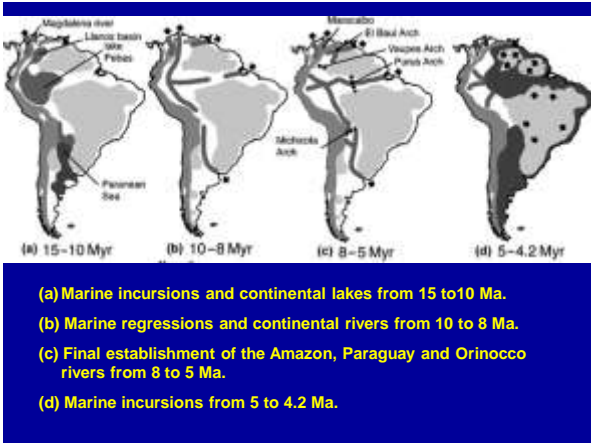 Magdalena river
Llanos basin
lake
Pebas
Paranean
Sea
(a) 15-10 Myr
(b) 10-8 Myr
Maracaibo
El Baul Arch
Vaupes Arch
Purus Arch
Michicola
Arch
(c) 8-5 Myr
(d) 5-4.2 Myr
(a) Marine incursions and continental lakes from 15 to10 Ma.
(b) Marine regressions and continental rivers from 10 to 8 Ma.
(c) Final establishment of the Amazon, Paraguay and Orinocco
rivers from 8 to 5 Ma.
(d) Marine incursions from 5 to 4.2 Ma.